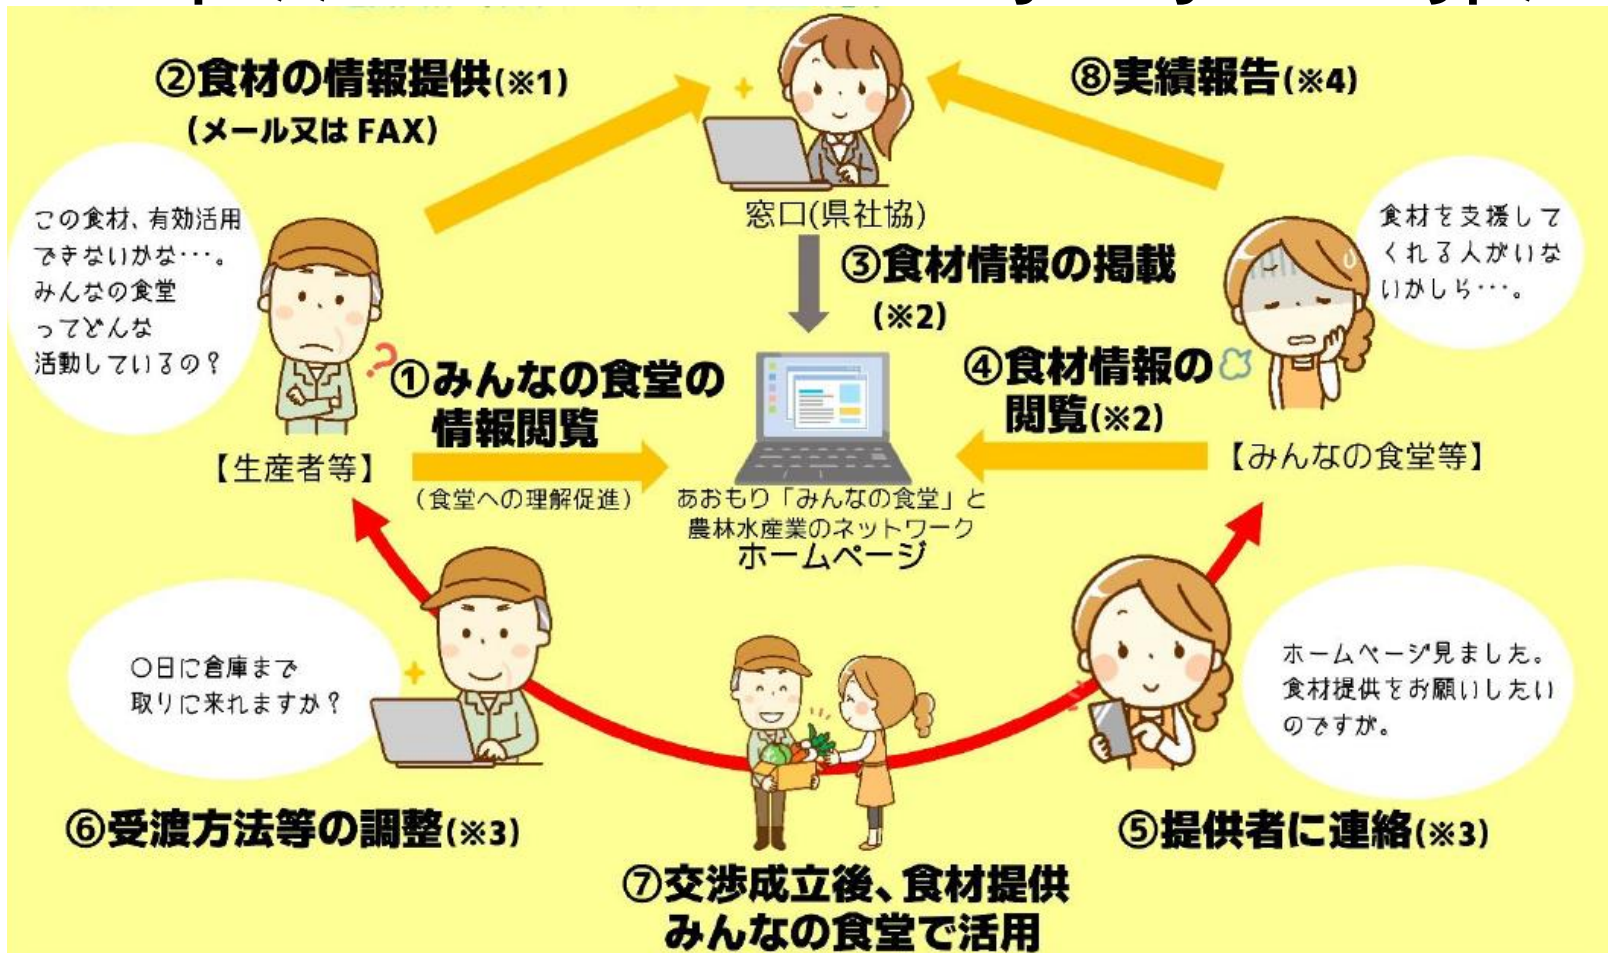 ②食材の情報提供(※1)
(メール又は FAX)
⑧実績報告(※4)
この食材、有効活用
できないかな・・・。
みんなの食堂
ってどんな
活動しているの?
窓口(県社協)
食材を支援して
くれる人がいな
いかしら・・・。
③食材情報の掲載
(※2)
①みんなの食堂の
情報閲覧
④食材情報の
閲覧(※2)
【生産者等】
【みんなの食堂等】
(食堂への理解促進)
あおもり「みんなの食堂」と
農林水産業のネットワーク
ホームページ
〇日に倉庫まで
取りに来れますか?
ホームページ見ました。
食材提供をお願いしたい
のですが。
⑥受渡方法等の調整(※3)
⑤提供者に連絡(※3)
⑦交渉成立後、食材提供
みんなの食堂で活用